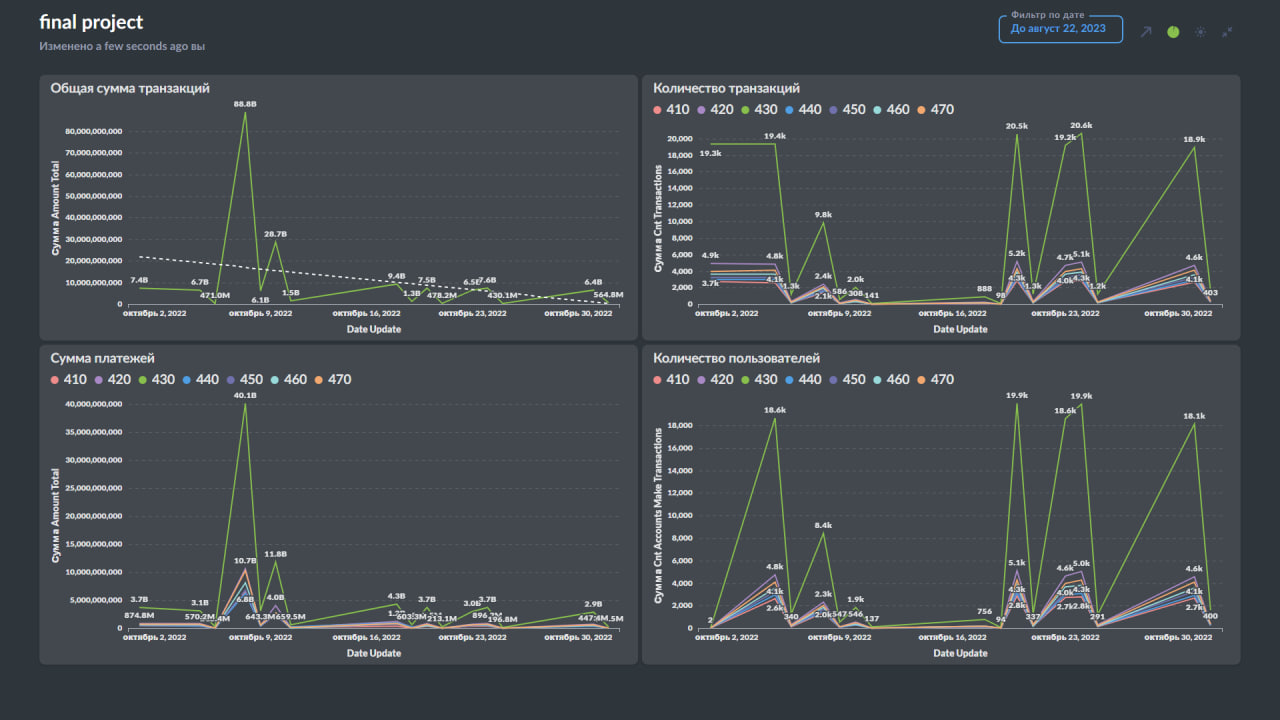 final project
Изменено a few seconds ago вы
Фильтр по дате
До август 22, 2023
Общая сумма транзакций
88.8B
80,000,000,000
70,000,000,000
60,000,000,000
50,000,000,000
40,000,000,000
30,000,000,000
20,000,000,000
10,000,000,000
0
Сумма Amount Total
7.4B
6.7B
471.0M
6.1B
28.7B
1.5B
9.4B
1.3B
7.5B
478.2M
6.5B
7.6B
430.1M
6.4B
564.8M
октябрь 2, 2022
октябрь 9, 2022
октябрь 16, 2022
октябрь 23, 2022
октябрь 30, 2022
Date Update
Количество транзакций
410 420 430 440 450 460 470
20,000
18,000
16,000
14,000
12,000
10,000
8,000
6,000
4,000
2,000
0
Сумма Cnt Transactions
19.3k
19.4k
4.9k
4.8k
3.7k
4.1k
1.3k
9.8k
2.4k
2.1k
586
2.0k
308
141
888
98
20.5k
5.2k
4.3k
1.3k
19.2k
20.6k
4.7k
5.1k
4.0k
4.3k
1.2k
18.9k
4.6k
4.1k
403
октябрь 2, 2022
октябрь 9, 2022
октябрь 16, 2022
октябрь 23, 2022
октябрь 30, 2022
Date Update
Сумма платежей
410 420 430 440 450 460 470
40,000,000,000
35,000,000,000
30,000,000,000
25,000,000,000
20,000,000,000
15,000,000,000
10,000,000,000
5,000,000,000
0
Сумма Amount Total
3.7B
874.8M
3.1B
40.1B
10.7B
6.8B
11.8B
4.0B
659.5M
4.3B
3.7B
213.1M
3.0B
3.7B
196.8M
2.9B
октябрь 2, 2022
октябрь 9, 2022
октябрь 16, 2022
октябрь 23, 2022
октябрь 30, 2022
Date Update
Количество пользователей
410 420 430 440 450 460 470
18,000
16,000
14,000
12,000
10,000
8,000
6,000
4,000
2,000
0
Сумма Cnt Accounts Make Transactions
2
18.6k
4.8k
4.1k
2.6k
340
8.4k
2.3k
2.0k
547
1.9k
546
137
756
94
19.9k
5.1k
4.3k
2.8k
337
18.6k
19.9k
4.6k
5.0k
4.0k
4.3k
2.7k
2.8k
291
18.1k
4.6k
4.1k
2.7k
400
октябрь 2, 2022
октябрь 9, 2022
октябрь 16, 2022
октябрь 23, 2022
октябрь 30, 2022
Date Update